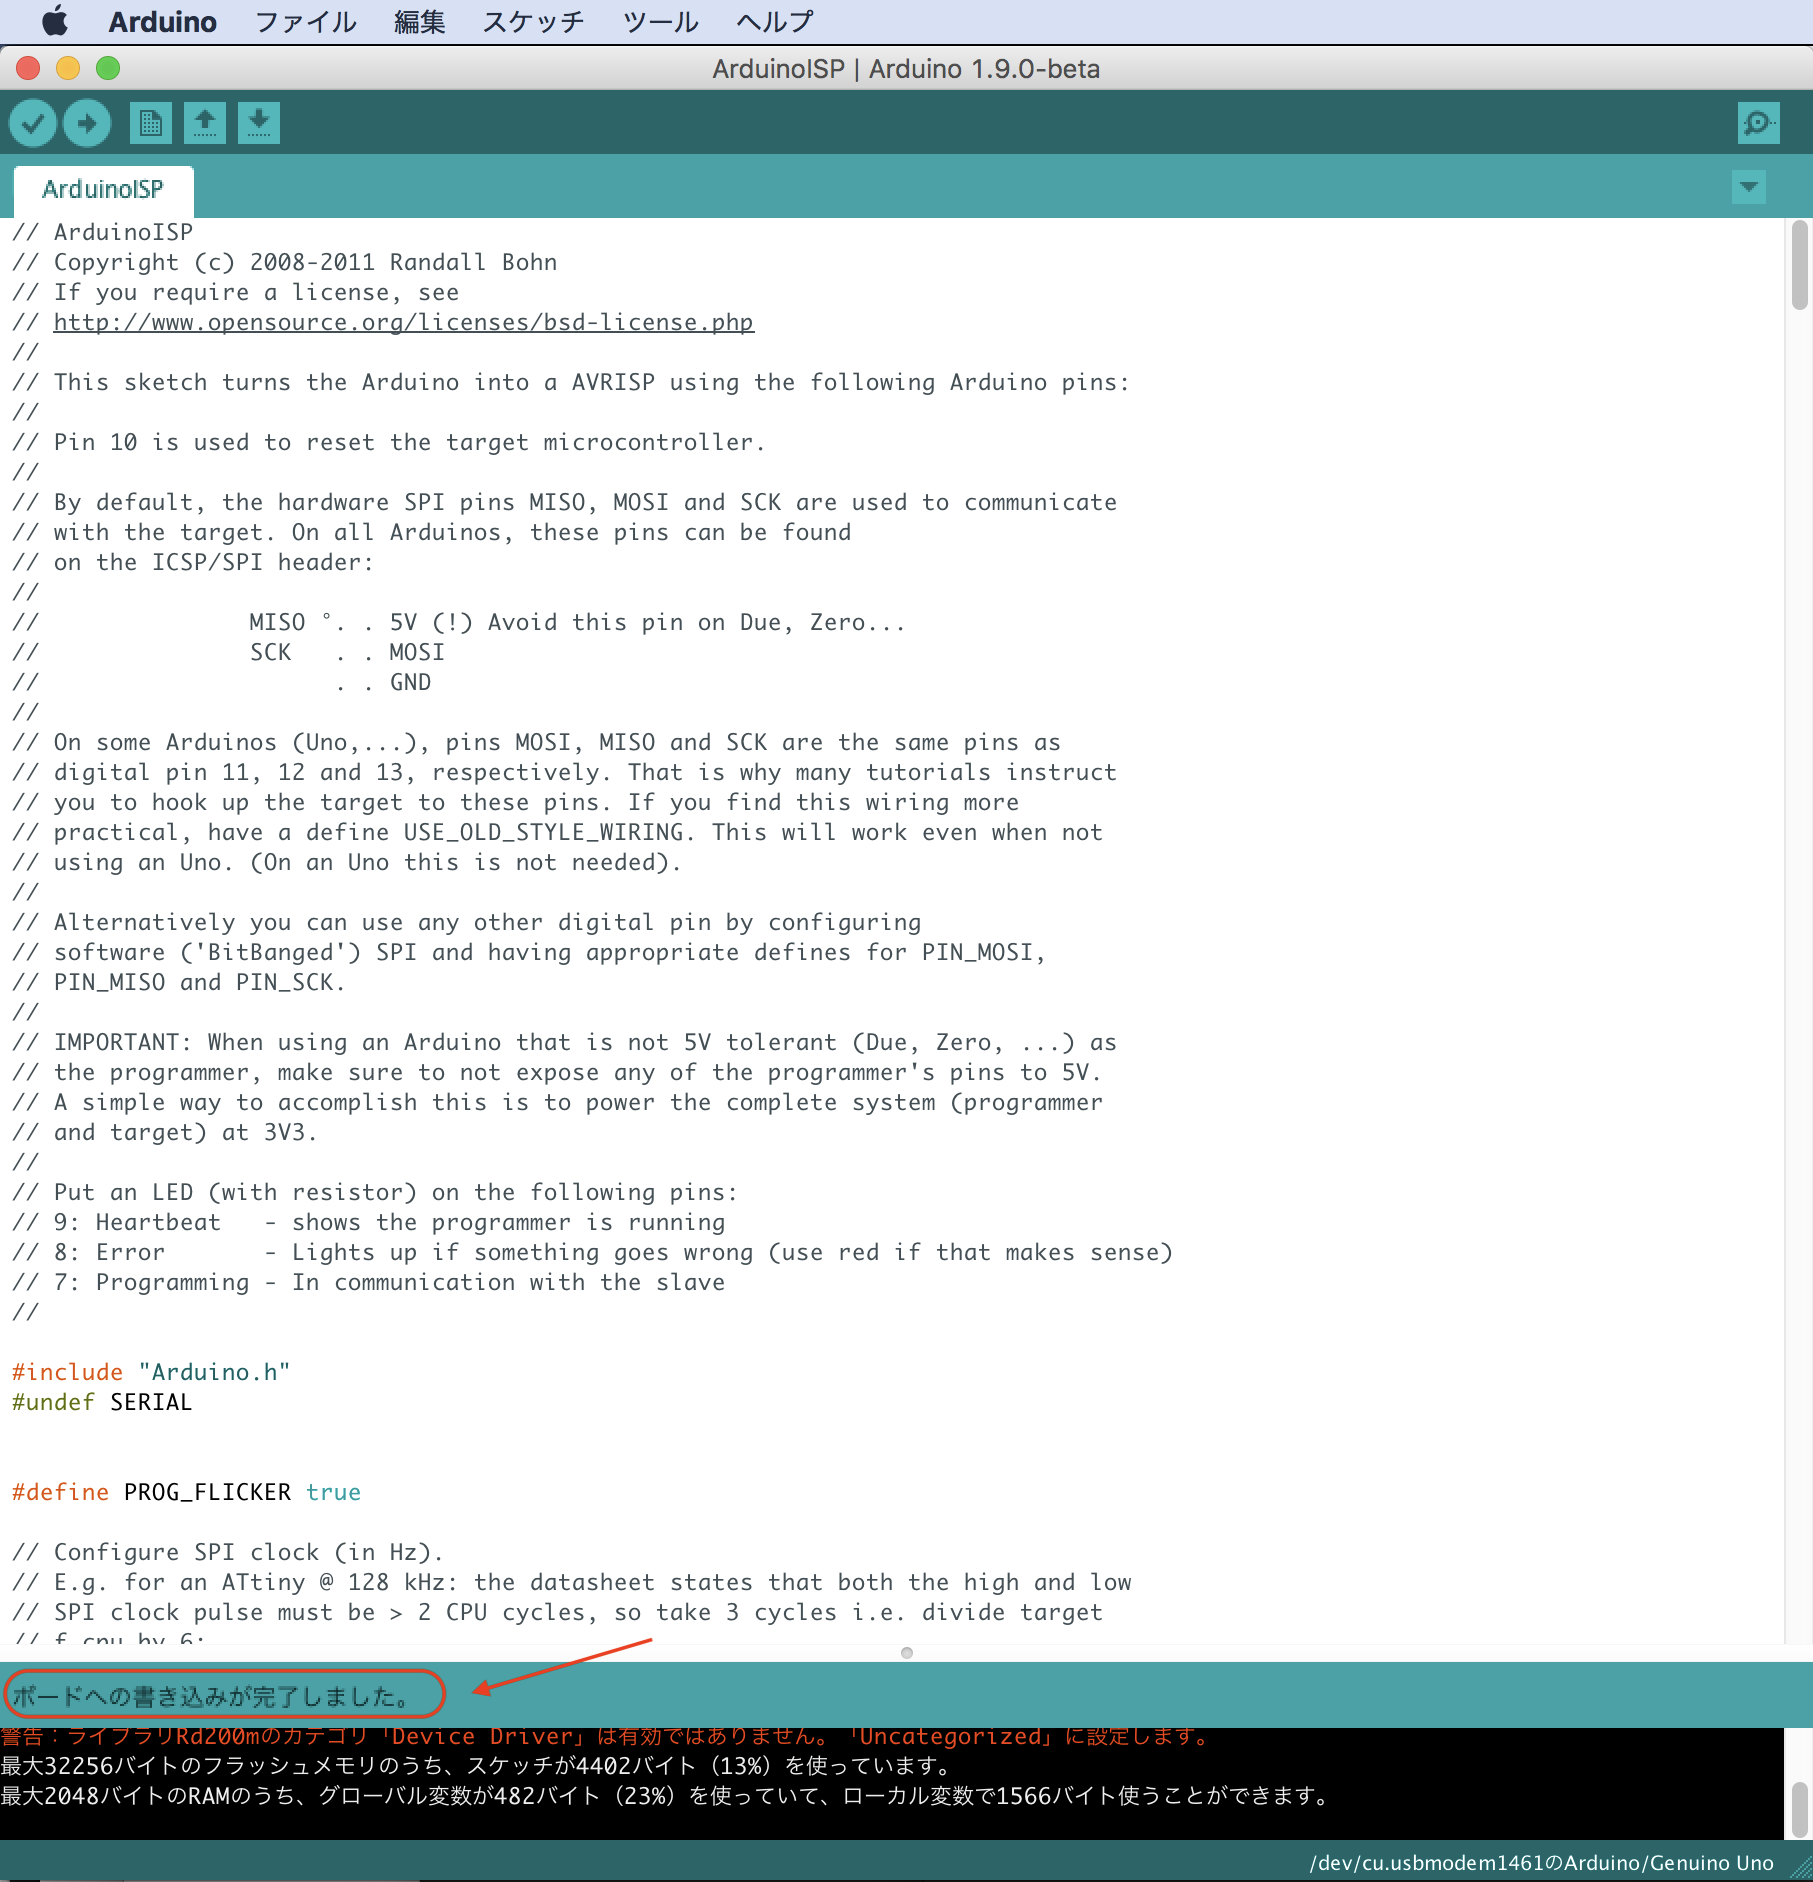 Arduino ファイル 編集 スケッチ ツール ヘルプ
ArduinoISP | Arduino 1.9.0-beta
ArduinoISP
// ArduinoISP
// Copyright (c) 2008-2011 Randall Bohn
// If you require a license, see
// http://www.opensource.org/licenses/bsd-license.php
//
// This sketch turns the Arduino into a AVRISP using the following Arduino pins:
//
// Pin 10 is used to reset the target microcontroller.
//
// By default, the hardware SPI pins MISO, MOSI and SCK are used to communicate
// with the target. On all Arduinos, these pins can be found
// on the ICSP/SPI header:
//
//               MISO °. . 5V (!) Avoid this pin on Due, Zero...
//               SCK   . . MOSI
//                     . . GND
//
// On some Arduinos (Uno,...), pins MOSI, MISO and SCK are the same pins as
// digital pin 11, 12 and 13, respectively. That is why many tutorials instruct
// you to hook up the target to these pins. If you find this wiring more
// practical, have a define USE_OLD_STYLE_WIRING. This will work even when not
// using an Uno. (On an Uno this is not needed).
//
// Alternatively you can use any other digital pin by configuring
// software ('BitBanged') SPI and having appropriate defines for PIN_MOSI,
// PIN_MISO and PIN_SCK.
//
// IMPORTANT: When using an Arduino that is not 5V tolerant (Due, Zero, ...) as
// the programmer, make sure to not expose any of the programmer's pins to 5V.
// A simple way to accomplish this is to power the complete system (programmer
// and target) at 3V3.
//
// Put an LED (with resistor) on the following pins:
// 9: Heartbeat   - shows the programmer is running
// 8: Error       - Lights up if something goes wrong (use red if that makes sense)
// 7: Programming - In communication with the slave
//
#include "Arduino.h"
#undef SERIAL
#define PROG_FLICKER true
// Configure SPI clock (in Hz).
// E.g. for an ATtiny @ 128 kHz: the datasheet states that both the high and low
// SPI clock pulse must be > 2 CPU cycles, so take 3 cycles i.e. divide target
// f_cpu by 6:
ボードへの書き込みが完了しました。
警告：ライブラリRd200mのカテゴリ「Device Driver」は有効ではありません。「Uncategorized」に設定します。
最大32256バイトのフラッシュメモリのうち、スケッチが4402バイト（13%）を使っています。
最大2048バイトのRAMのうち、グローバル変数が482バイト（23%）を使っていて、ローカル変数で1566バイト使うことができます。
/dev/cu.usbmodem1461のArduino/Genuino Uno